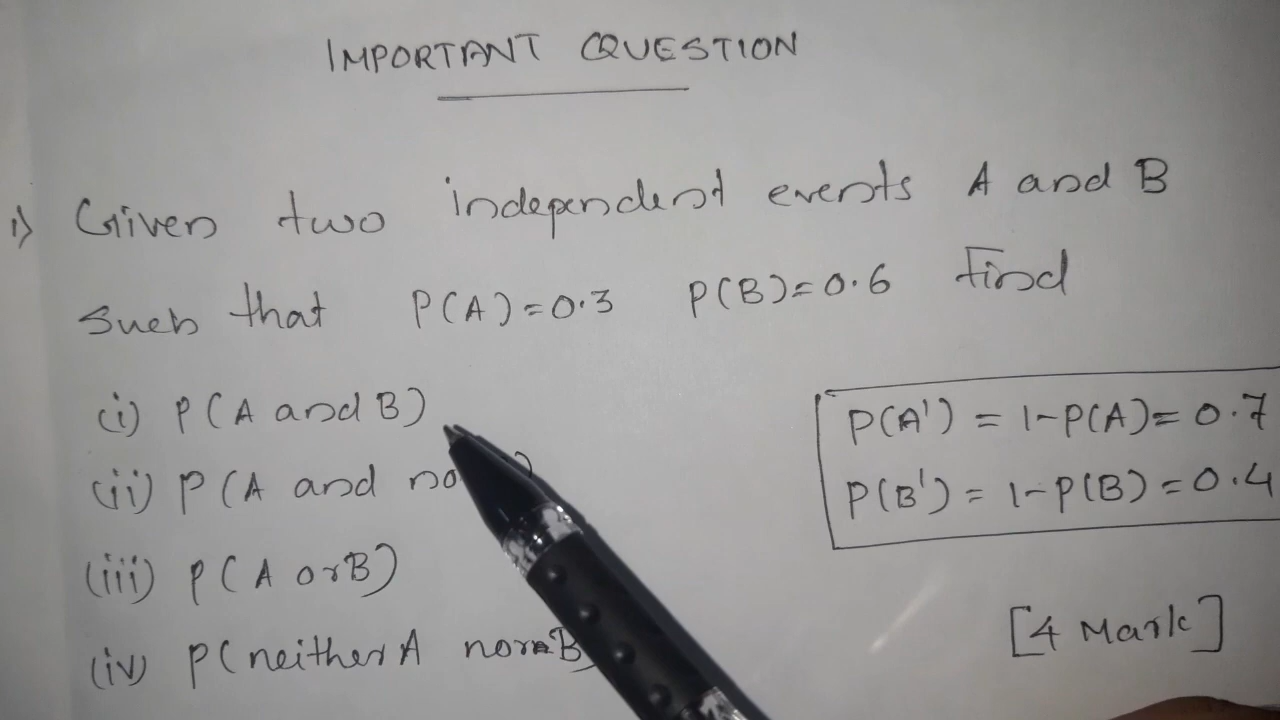 IMPORTANT QUESTION
1) Given two independent events A and B
such that P(A)=0.3 P(B)=0.6 Find
(i) P(A and B)
(ii) P(A and no )
(iii) P(A or B)
(iv) P(neither A nor B)
P(A') = 1-P(A)= 0.7
P(B') = 1-P(B) = 0.4
[4 Mark]